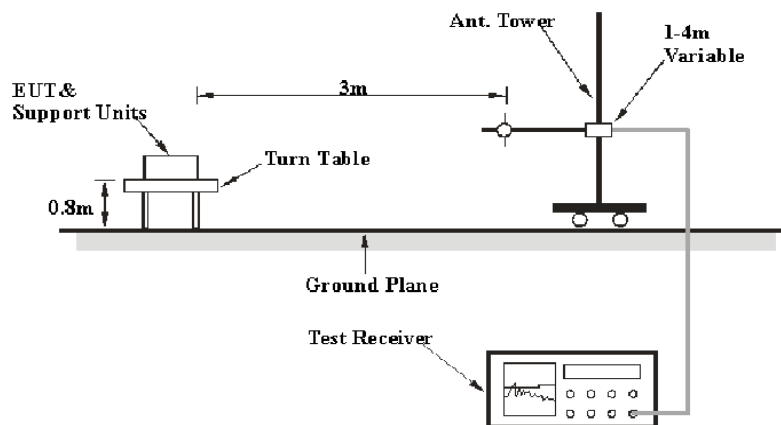 Ant. Tower
1-4m
Variable
EUT&
Support Units
3m
Turn Table
0.8m
Ground Plane
Test Receiver